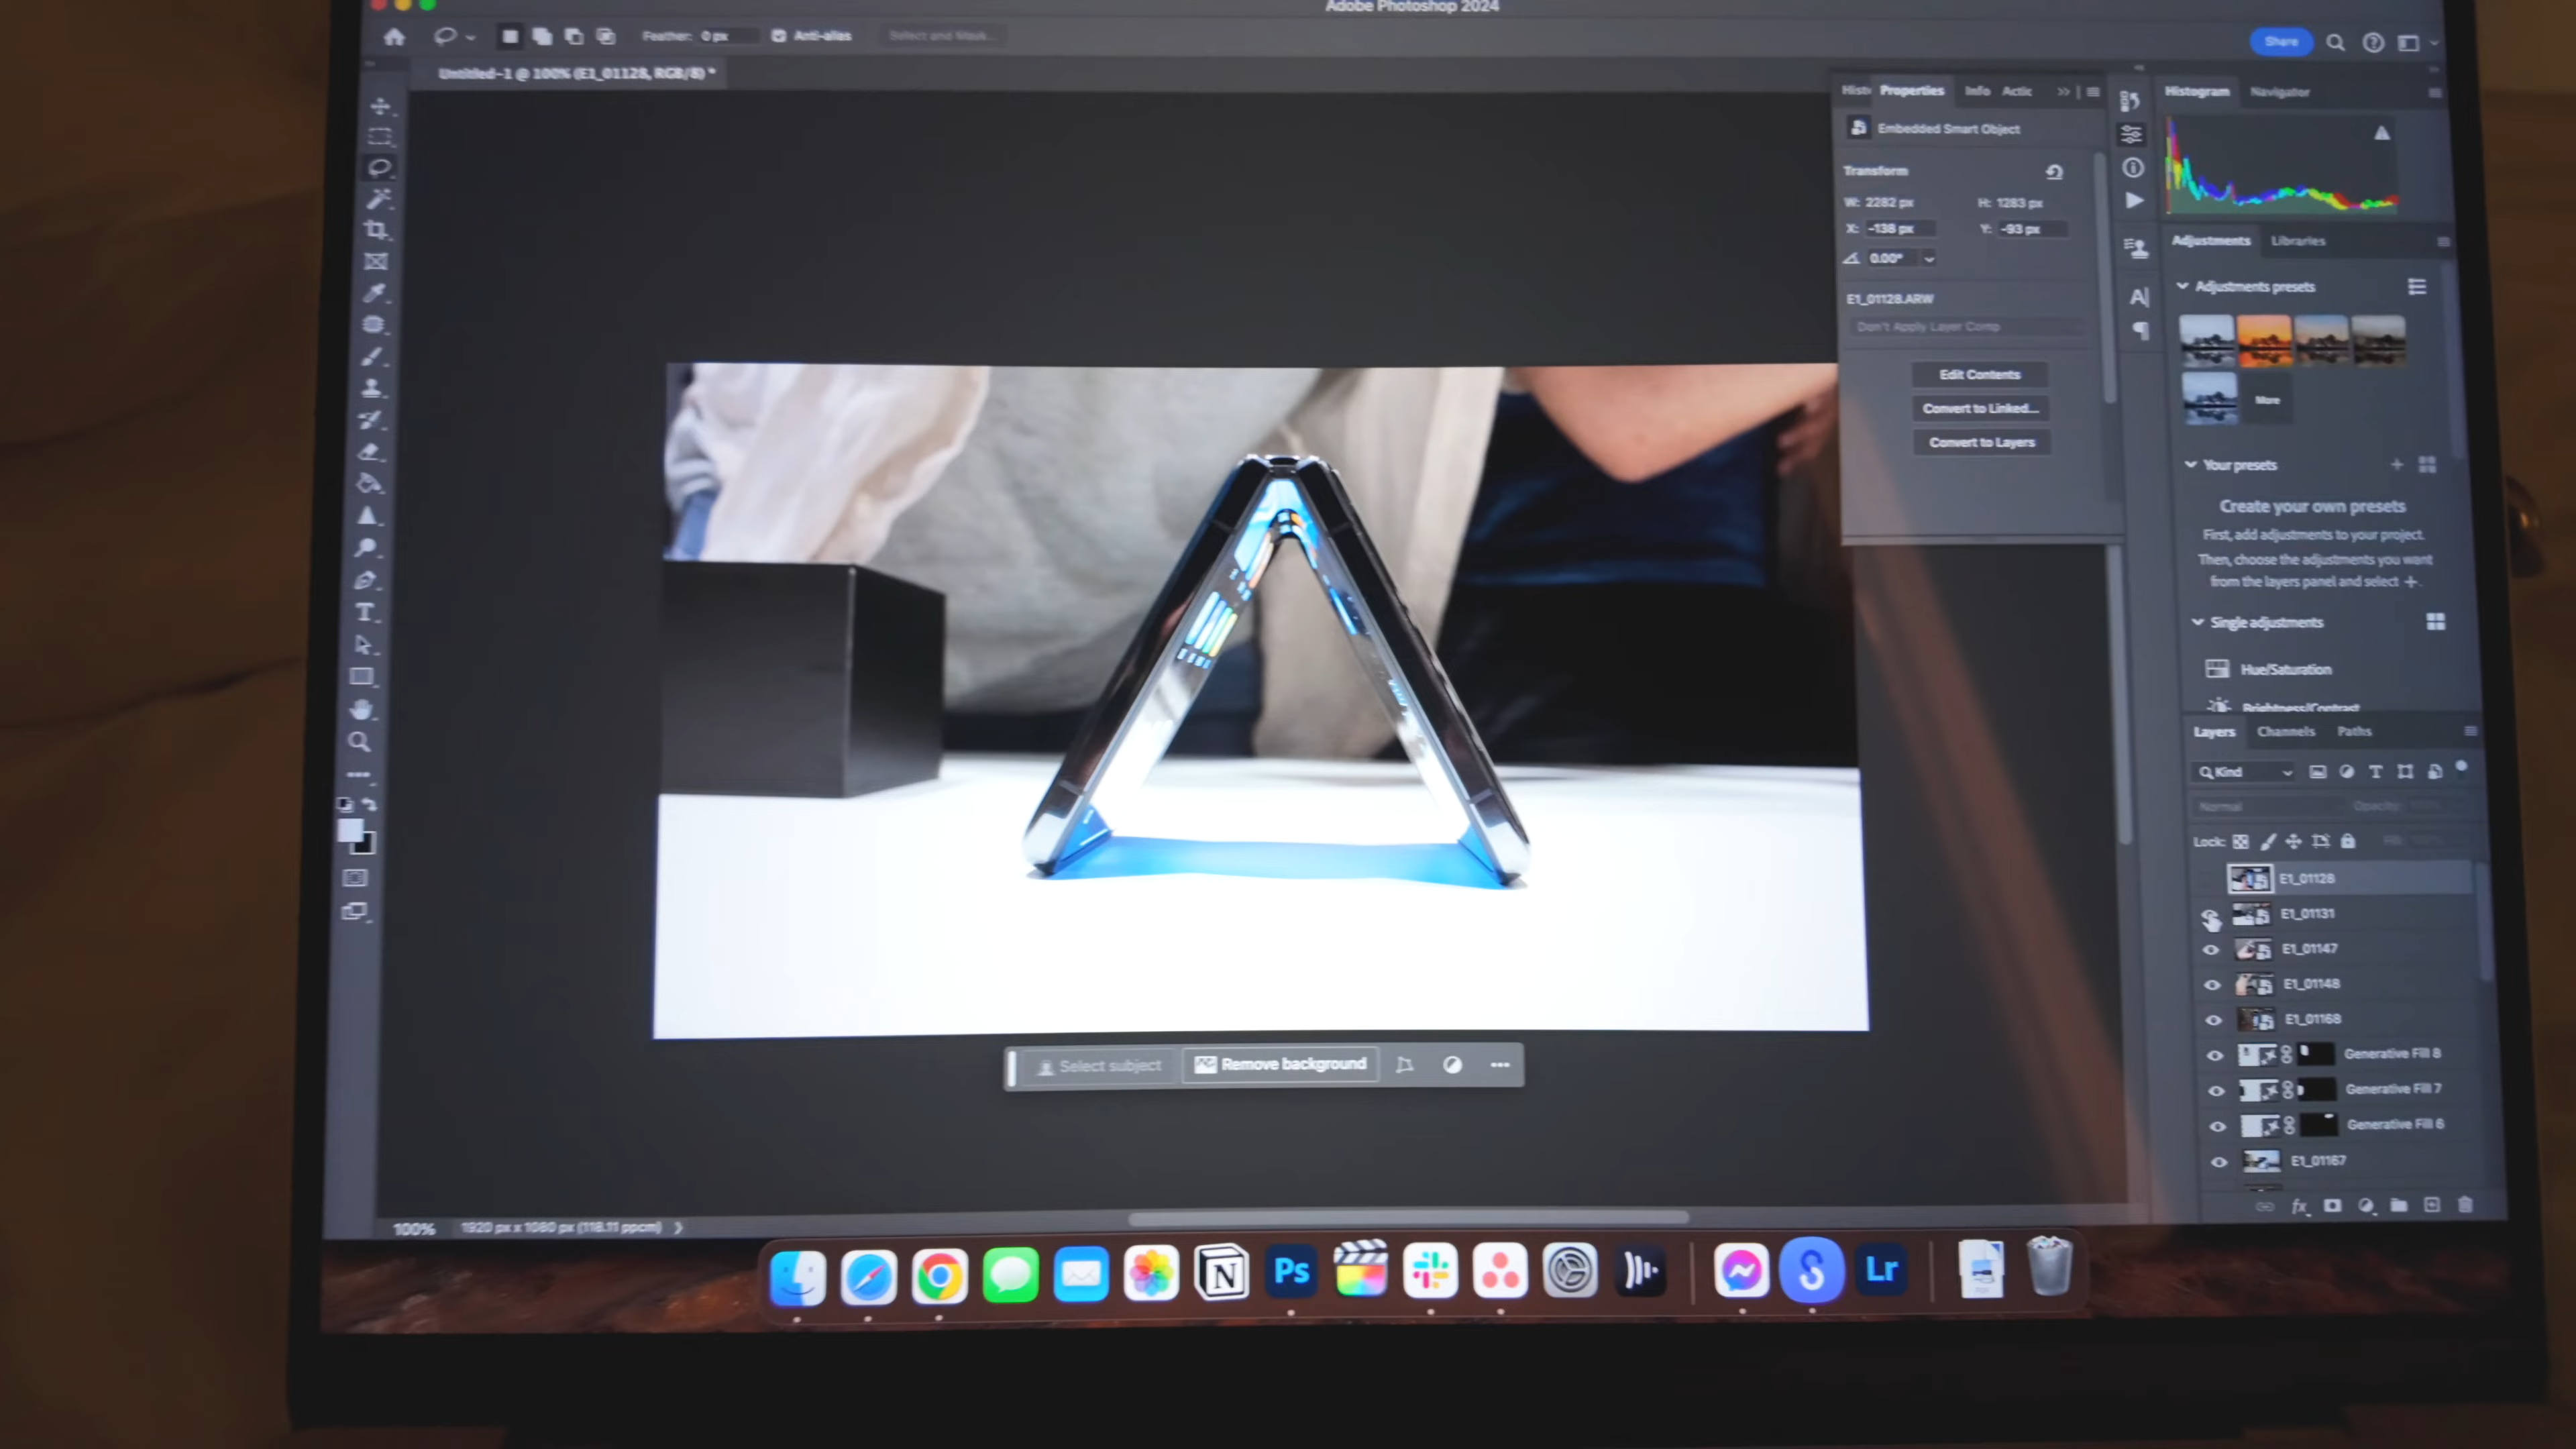 Adobe Photoshop 2024
Feather: 0 px
Anti-alias
Select and Mask...
Share
Untitled-1 @ 100% (E1_01128, RGB/8) *
Properties
Info
Actic
Embedded Smart Object
Transform
W: 2282 px
H: 1283 px
X: -138 px
Y: -93 px
0.00°
E1_01128.ARW
Don't Apply Layer Comp
Edit Contents
Convert to Linked...
Convert to Layers
Histogram
Navigator
Adjustments
Libraries
Adjustments presets
More
Your presets
Create your own presets
First, add adjustments to your project.
Then, choose the adjustments you want
from the layers panel and select +.
Single adjustments
Hue/Saturation
Brightness/Contrast
Layers
Channels
Paths
Kind
Normal
Opacity:
Lock:
E1_01128
E1_01131
E1_01147
E1_01148
E1_01168
Generative Fill 8
Generative Fill 7
Generative Fill 6
E1_01167
fx
Select subject
Remove background
100%
1920 px x 1080 px (118.11 ppcm)
N
Ps
Lr